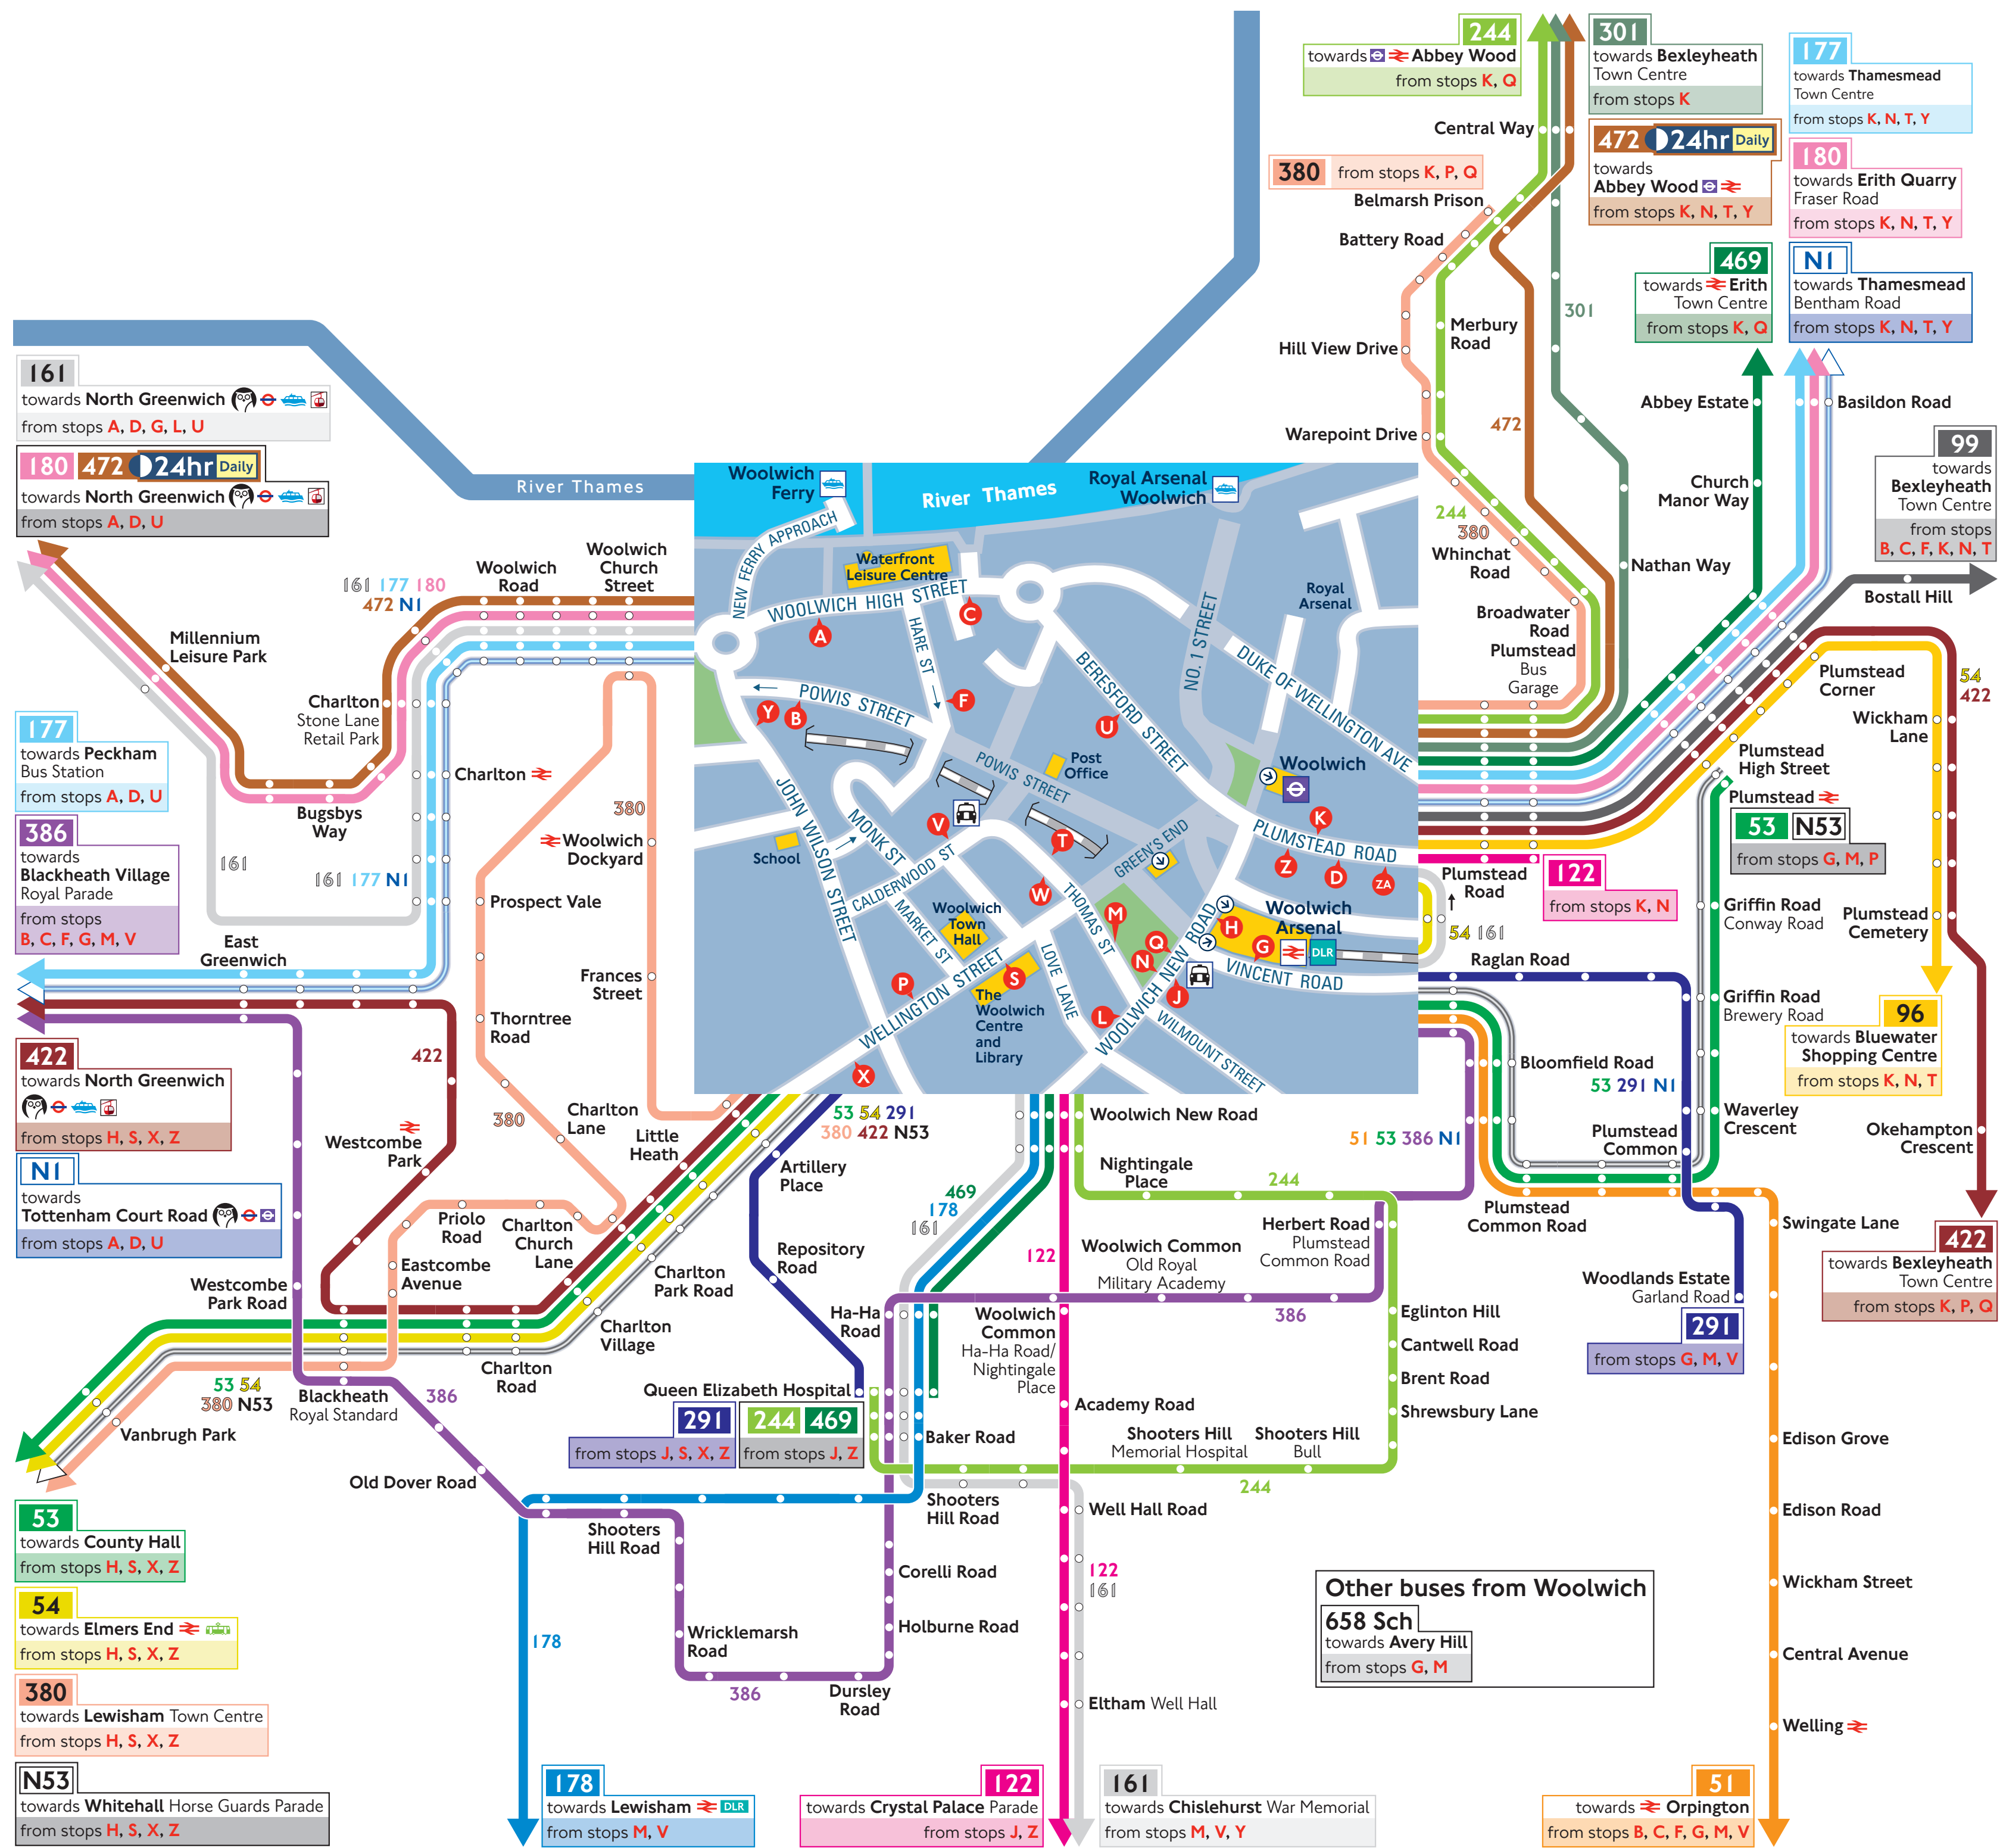 244
towards Abbey Wood
from stops K, Q
301
towards Bexleyheath
Town Centre
from stops K
177
towards Thamesmead
Town Centre
from stops K, N, T, Y
Central Way
472 24hr Daily
towards
Abbey Wood
from stops K, N, T, Y
180
towards Erith Quarry
Fraser Road
from stops K, N, T, Y
380 from stops K, P, Q
Belmarsh Prison
Battery Road
469
towards Erith
Town Centre
from stops K, Q
N1
towards Thamesmead
Bentham Road
from stops K, N, T, Y
301
Merbury
Road
Hill View Drive
472
Warepoint Drive
Abbey Estate
Basildon Road
99
towards
Bexleyheath
Town Centre
from stops
B, C, F, K, N, T
Church
Manor Way
244
380
Whinchat
Road
Nathan Way
Bostall Hill
Broadwater
Road
Plumstead
Bus
Garage
Plumstead
Corner
54
422
Wickham
Lane
Plumstead
High Street
Plumstead
53 N53
from stops G, M, P
161
towards North Greenwich
from stops A, D, G, L, U
180 472 24hr Daily
towards North Greenwich
from stops A, D, U
River Thames
161 177 180
472 N1
Woolwich
Road
Woolwich
Church
Street
Millennium
Leisure Park
Charlton
Stone Lane
Retail Park
177
towards Peckham
Bus Station
from stops A, D, U
Charlton
Bugsbys
Way
380
386
towards
Blackheath Village
Royal Parade
from stops
B, C, F, G, M, V
161
161 177 N1
Woolwich
Dockyard
Prospect Vale
East
Greenwich
Frances
Street
Thorntree
Road
422
422
towards North Greenwich
from stops H, S, X, Z
380
Charlton
Lane
Little
Heath
Westcombe
Park
N1
towards
Tottenham Court Road
from stops A, D, U
Priolo
Road
Charlton
Church
Lane
Eastcombe
Avenue
Westcombe
Park Road
Charlton
Park Road
Charlton
Village
Charlton
Road
53 54
380 N53
Blackheath
Royal Standard
386
Vanbrugh Park
Old Dover Road
Woolwich
Ferry
River Thames
Royal Arsenal
Woolwich
NEW FERRY APPROACH
Waterfront
Leisure Centre
WOOLWICH HIGH STREET
A
C
HARE ST
Royal
Arsenal
NO. 1 STREET
DUKE OF WELLINGTON AVE
BERESFORD STREET
POWIS STREET
Y
B
F
U
Post
Office
POWIS STREET
Woolwich
JOHN WILSON STREET
MONK ST
School
V
T
K
GREEN'S END
PLUMSTEAD ROAD
CALDERWOOD ST
Z
D
ZA
W
THOMAS ST
MARKET ST
Woolwich
Town
Hall
M
Woolwich
Arsenal
H
G
DLR
Q
N
WELLINGTON STREET
P
S
The
Woolwich
Centre
and
Library
LOVE LANE
WOOLWICH NEW ROAD
VINCENT ROAD
J
L
WILMOUNT STREET
X
Plumstead
Road
122
from stops K, N
54 161
Raglan Road
Griffin Road
Conway Road
Plumstead
Cemetery
Griffin Road
Brewery Road
96
towards Bluewater
Shopping Centre
from stops K, N, T
Bloomfield Road
53 291 N1
Waverley
Crescent
Plumstead
Common
Okehampton
Crescent
51 53 386 N1
Plumstead
Common Road
Swingate Lane
422
towards Bexleyheath
Town Centre
from stops K, P, Q
Woodlands Estate
Garland Road
291
from stops G, M, V
53 54 291
380 422 N53
Artillery
Place
Repository
Road
469
178
161
Woolwich New Road
Nightingale
Place
244
122
Woolwich Common
Old Royal
Military Academy
Herbert Road
Plumstead
Common Road
386
Ha-Ha
Road
Woolwich
Common
Ha-Ha Road/
Nightingale
Place
Eglinton Hill
Cantwell Road
Brent Road
Shrewsbury Lane
Queen Elizabeth Hospital
291
from stops J, S, X, Z
244 469
from stops J, Z
Academy Road
Baker Road
Shooters Hill
Memorial Hospital
Shooters Hill
Bull
244
Shooters
Hill Road
Well Hall Road
Shooters
Hill Road
Corelli Road
122
161
Holburne Road
Wricklemarsh
Road
178
386
Dursley
Road
Eltham Well Hall
Edison Grove
Edison Road
Wickham Street
Central Avenue
Welling
Other buses from Woolwich
658 Sch
towards Avery Hill
from stops G, M
53
towards County Hall
from stops H, S, X, Z
54
towards Elmers End
from stops H, S, X, Z
380
towards Lewisham Town Centre
from stops H, S, X, Z
N53
towards Whitehall Horse Guards Parade
from stops H, S, X, Z
178
towards Lewisham DLR
from stops M, V
122
towards Crystal Palace Parade
from stops J, Z
161
towards Chislehurst War Memorial
from stops M, V, Y
51
towards Orpington
from stops B, C, F, G, M, V